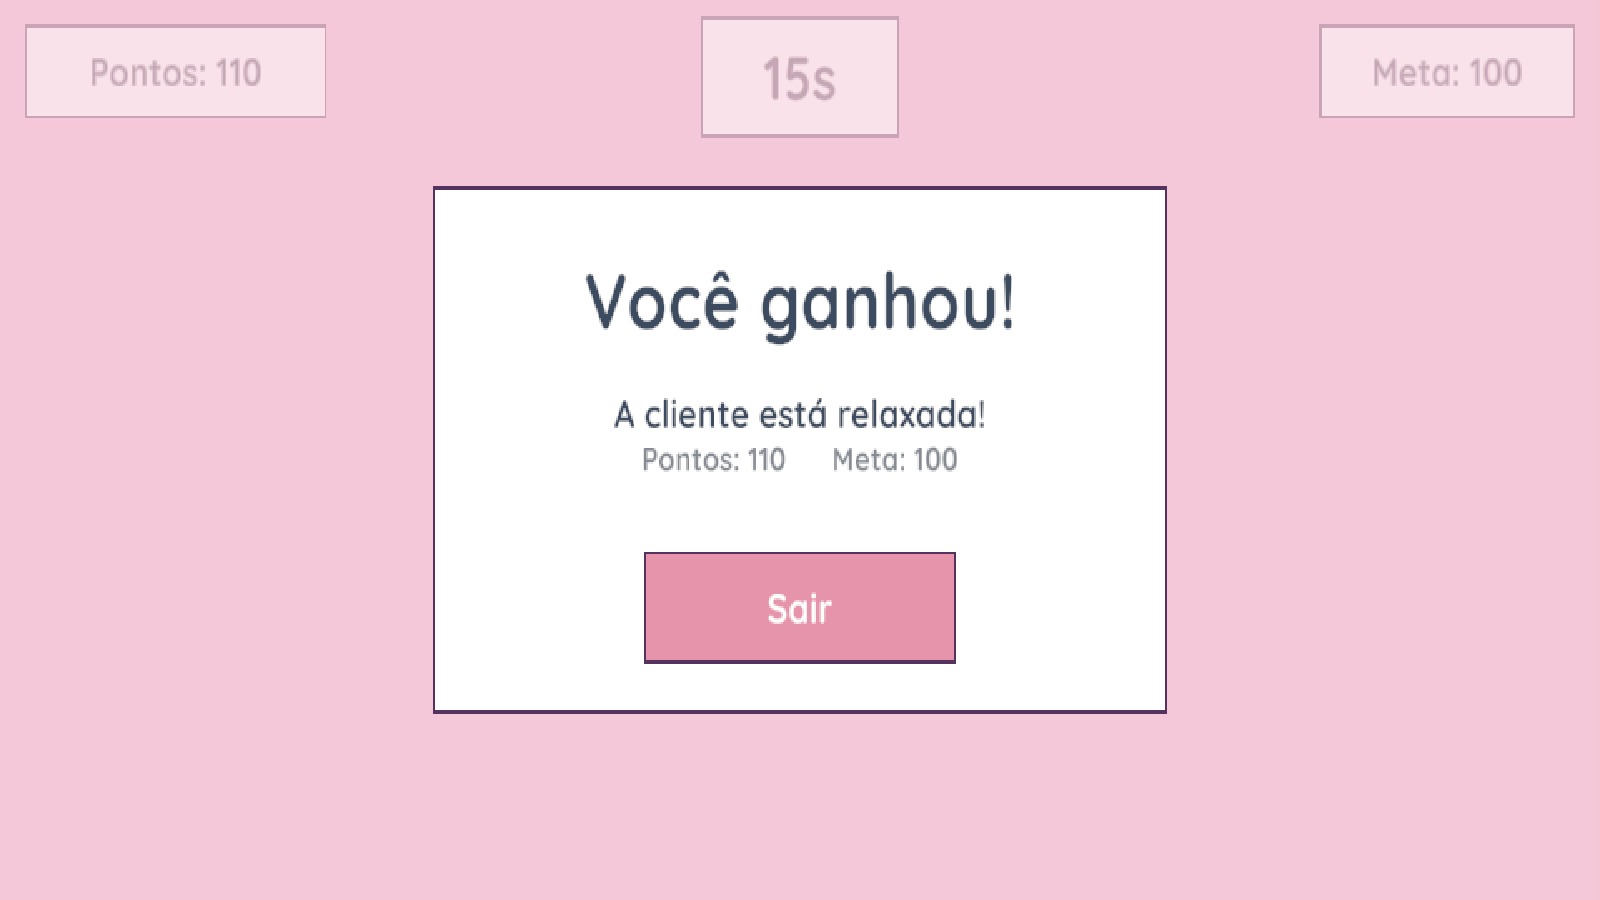 Pontos: 110
15s
Meta: 100
Você ganhou!
A cliente está relaxada!
Pontos: 110 Meta: 100
Sair